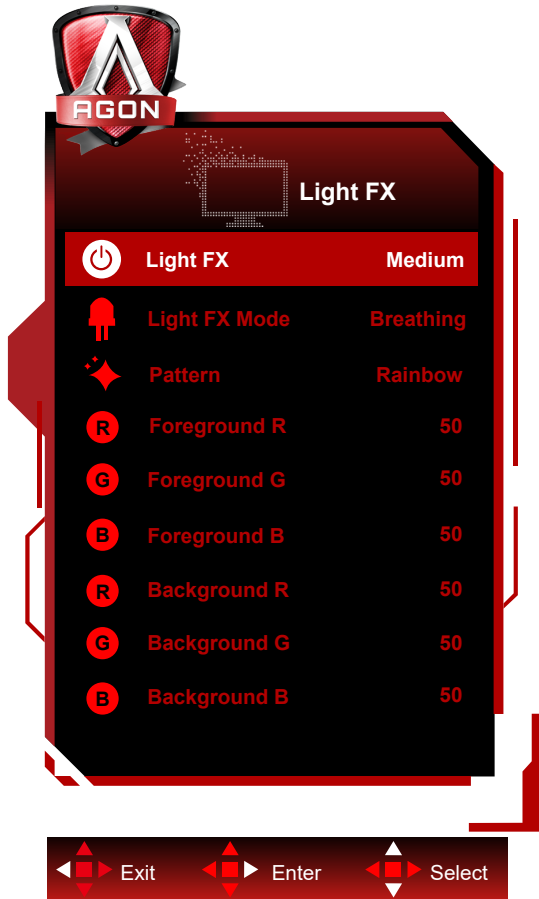 AGON
Light FX
Light FX Medium
Light FX Mode Breathing
Pattern Rainbow
R Foreground R 50
G Foreground G 50
B Foreground B 50
R Background R 50
G Background G 50
B Background B 50
Exit Enter Select